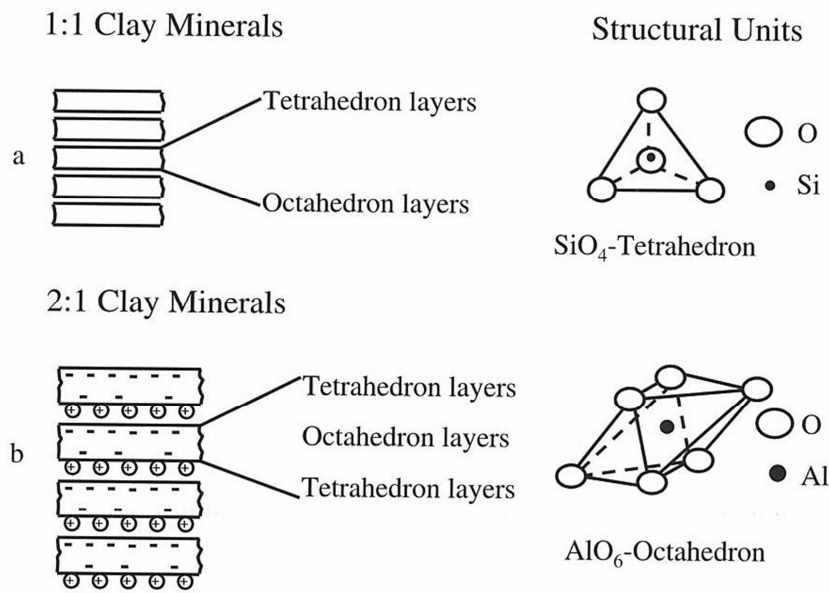 1:1 Clay Minerals
Structural Units
a
Tetrahedron layers
Octahedron layers
O
Si
SiO₄-Tetrahedron
2:1 Clay Minerals
b
Tetrahedron layers
Octahedron layers
Tetrahedron layers
O
Al
AlO₆-Octahedron